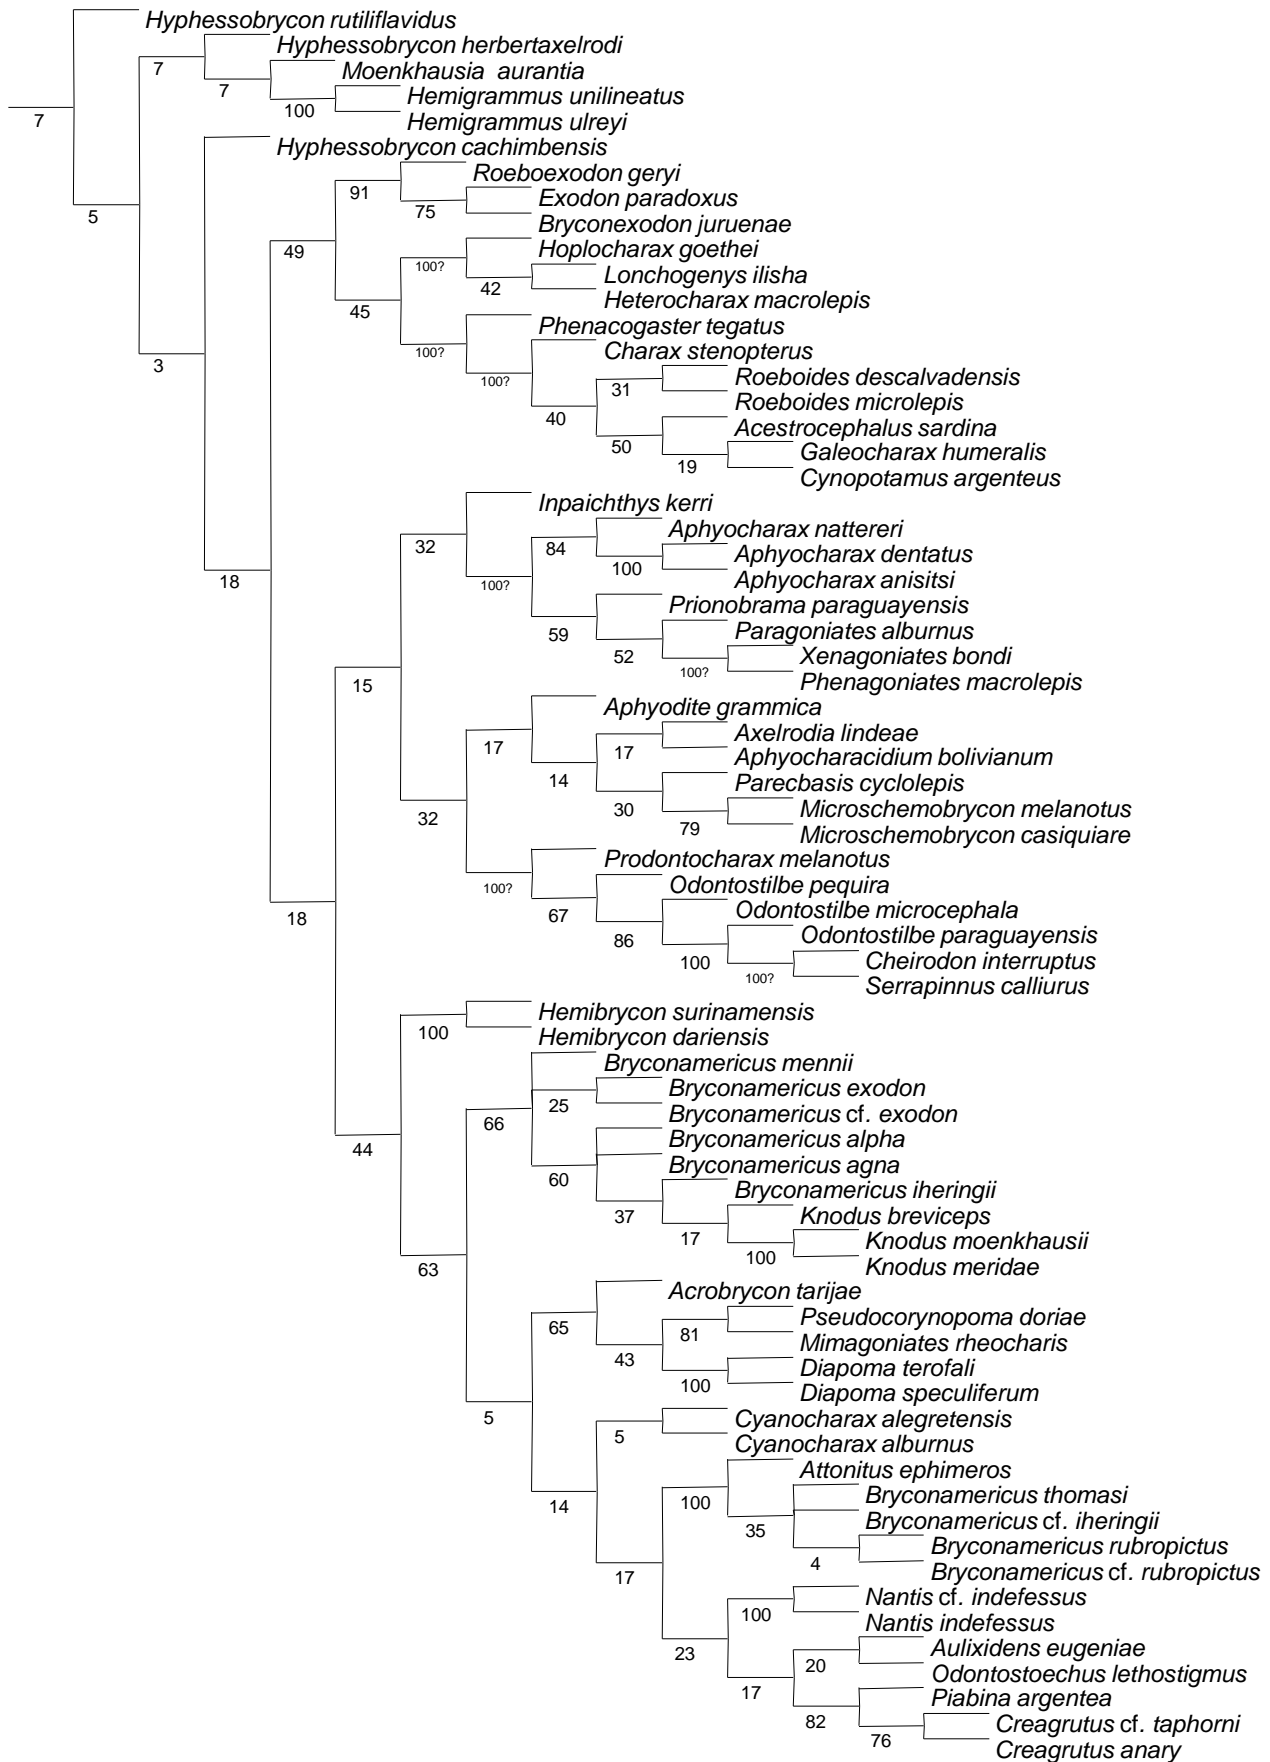 Hyphessobrycon rutiliflavidus
Hyphessobrycon herbertaxelrodi
7
Moenkhausia aurantia
7
Hemigrammus unilineatus
100
7
Hemigrammus ulreyi
Hyphessobrycon cachimbensis
Roeboexodon geryi
91
Exodon paradoxus
75
5
Bryconexodon juruenae
Hoplocharax goethei
49
100?
Lonchogenys ilisha
42
Heterocharax macrolepis
45
Phenacogaster tegatus
Charax stenopterus
100?
3
Roeboides descalvadensis
100?
31
Roeboides microlepis
40
Acestrocephalus sardina
50
Galeocharax humeralis
19
Cynopotamus argenteus
Inpaichthys kerri
Aphyocharax nattereri
32
84
Aphyocharax dentatus
100
18
100?
Aphyocharax anisitsi
Prionobrama paraguayensis
59
Paragoniates alburnus
52
Xenagoniates bondi
100?
15
Phenagoniates macrolepis
Aphyodite grammica
Axelrodia lindeae
17
17
Aphyocharacidium bolivianum
14
Parecbasis cyclolepis
30
Microschemobrycon melanotus
32
79
Microschemobrycon casiquiare
Prodontocharax melanotus
100?
Odontostilbe pequira
67
Odontostilbe microcephala
18
86
Odontostilbe paraguayensis
100
Cheirodon interruptus
100?
Serrapinnus calliurus
Hemibrycon surinamensis
100
Hemibrycon dariensis
Bryconamericus mennii
Bryconamericus exodon
25
Bryconamericus cf. exodon
66
Bryconamericus alpha
44
Bryconamericus agna
60
Bryconamericus iheringii
37
Knodus breviceps
17
Knodus moenkhausii
100
63
Knodus meridae
Acrobrycon tarijae
Pseudocorynopoma doriae
65
81
Mimagoniates rheocharis
43
Diapoma terofali
100
Diapoma speculiferum
5
Cyanocharax alegretensis
5
Cyanocharax alburnus
Attonitus ephimeros
14
100
Bryconamericus thomasi
Bryconamericus cf. iheringii
35
Bryconamericus rubropictus
4
17
Bryconamericus cf. rubropictus
Nantis cf. indefessus
100
Nantis indefessus
23
Aulixidens eugeniae
20
Odontostoechus lethostigmus
17
Piabina argentea
82
Creagrutus cf. taphorni
76
Creagrutus anary